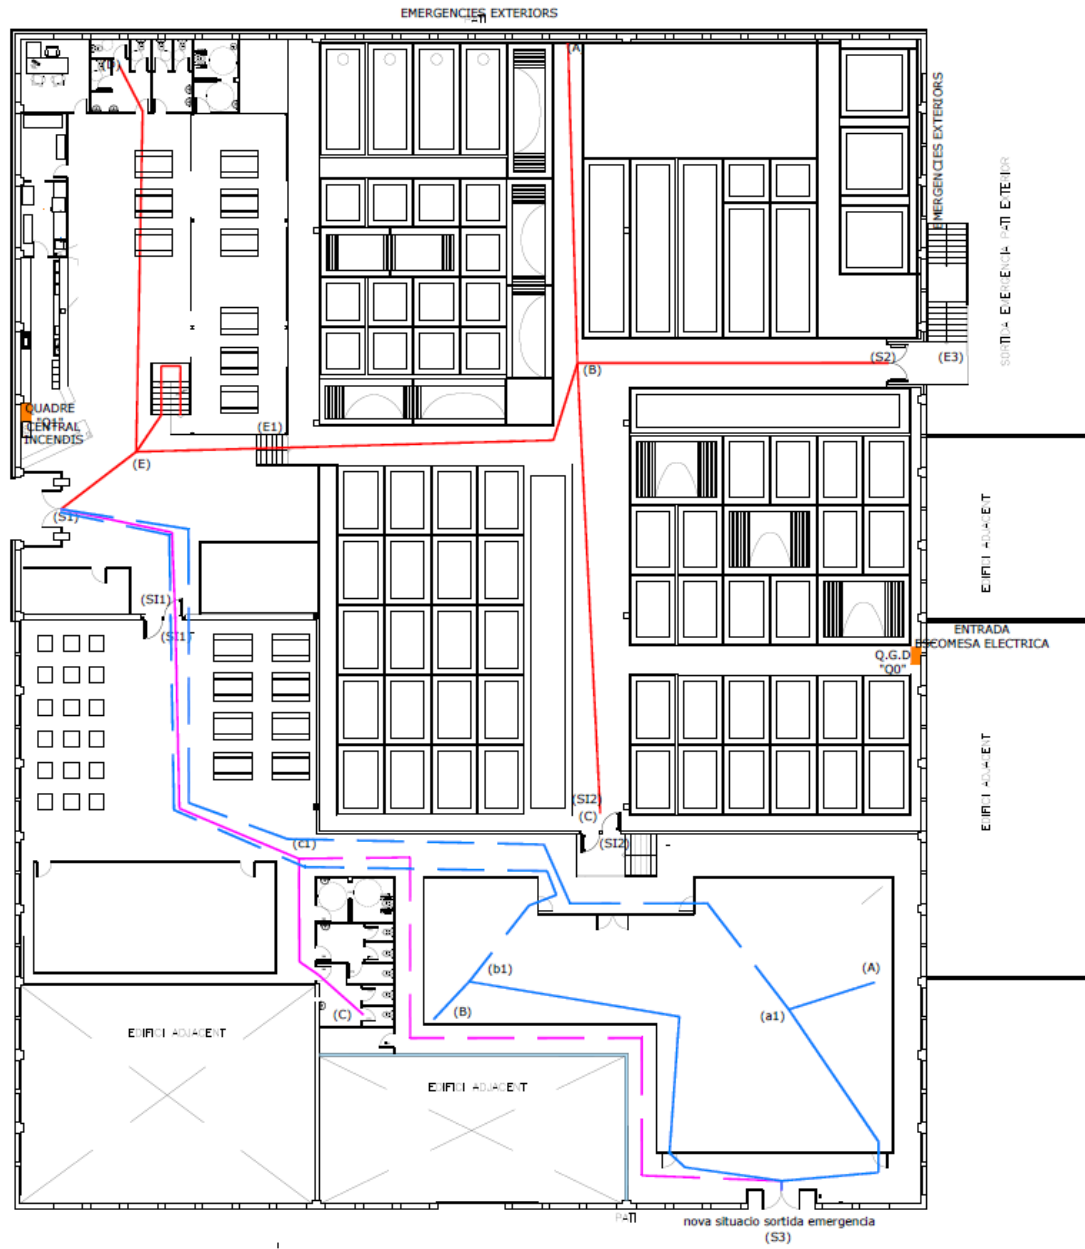 EMERGENCIES EXTERIORS
PATI
(A
EMERGENCIES EXTERIORS
SORTIDA EMERGENCIA PATI EXTERIOR
(S2)
(E3)
(B)
QUADRE
"Q1"
CENTRAL
INCENDIS
(E1)
(E)
(S1)
EDIFICI ADJACENT
(SI1)
(SI1
ENTRADA
ESCOMESA ELECTRICA
Q.G.D
"Q0"
EDIFICI ADJACENT
(SI2)
(C)
(SI2)
(c1)
(b1)
(A)
(B)
(C)
(a1)
EDIFICI ADJACENT
EDIFICI ADJACENT
PATI
nova situacio sortida emergencia
(S3)